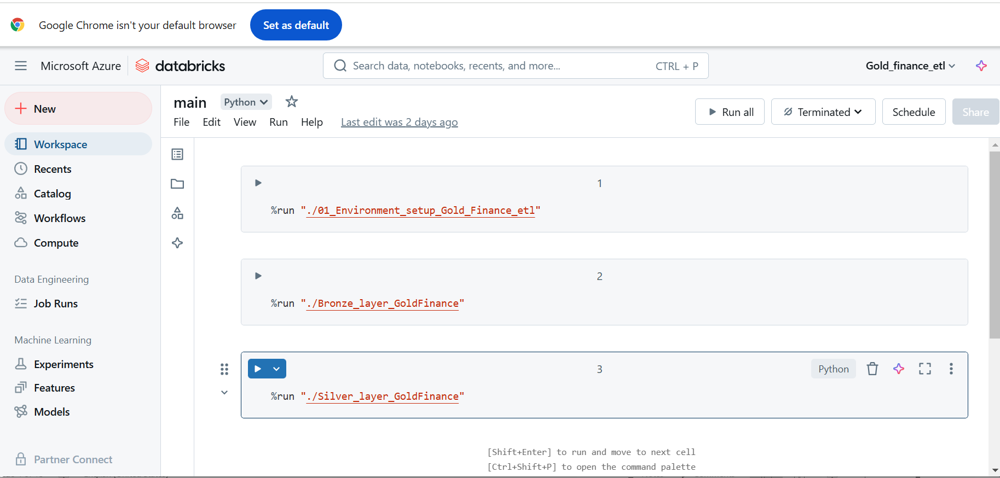 Google Chrome isn't your default browser
Set as default
Microsoft Azure
databricks
Search data, notebooks, recents, and more...
CTRL + P
Gold_finance_etl
New
Workspace
Recents
Catalog
Workflows
Compute
Data Engineering
Job Runs
Machine Learning
Experiments
Features
Models
Partner Connect
main
Python
File Edit View Run Help Last edit was 2 days ago
Run all
Terminated
Schedule
Share
1
%run "./01_Environment_setup_Gold_Finance_etl"
2
%run "./Bronze_layer_GoldFinance"
3
Python
%run "./Silver_layer_GoldFinance"
[Shift+Enter] to run and move to next cell
[Ctrl+Shift+P] to open the command palette